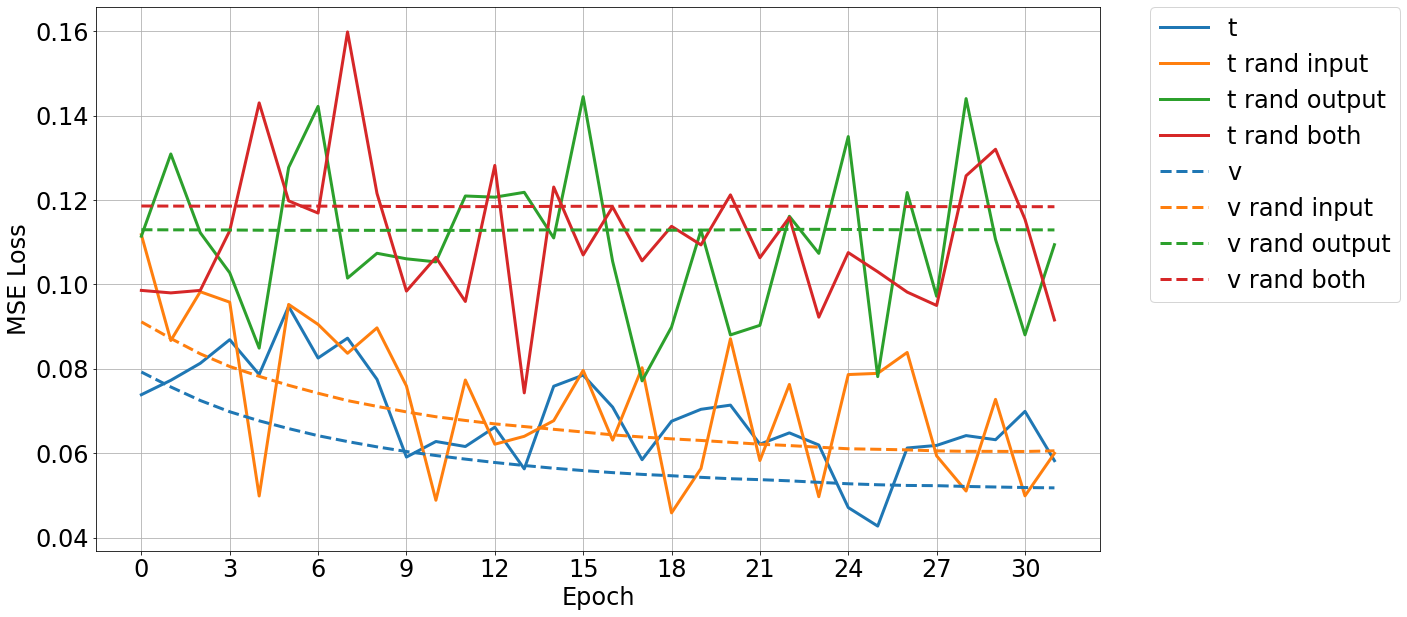 0.16
0.14
0.12
0.10
0.08
0.06
0.04
MSE Loss
0 3 6 9 12 15 18 21 24 27 30
Epoch
t
t rand input
t rand output
t rand both
v
v rand input
v rand output
v rand both